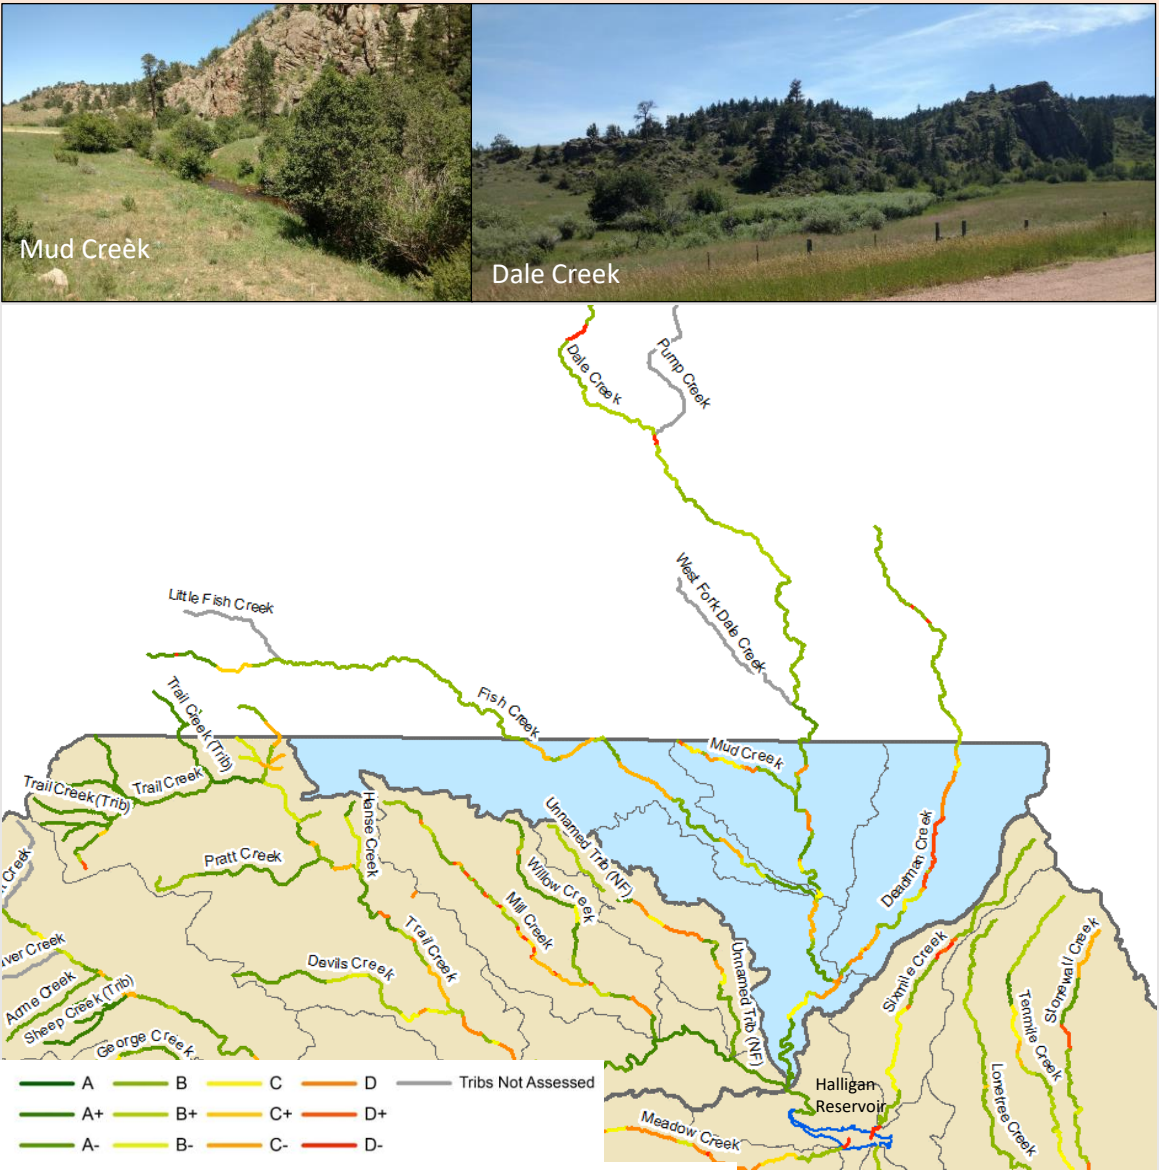 Mud Creek
Dale Creek
Dale Creek
Pump Creek
West Fork Dale Creek
Little Fish Creek
Fish Creek
Trail Creek (Trib)
Mud Creek
Trail Creek (Trib)
Trail Creek
Hanse Creek
Unnamed Trib (NF)
Deadman Creek
Pratt Creek
Willow Creek
Mill Creek
Trail Creek
Unnamed Trib (NF)
Sixmile Creek
Stonewall Creek
Tenmile Creek
Lonetree Creek
Creek
ver Creek
Acme Creek
Sheep Creek (Trib)
Devils Creek
George Creek
A B C D Tribs Not Assessed
A+ B+ C+ D+
A- B- C- D-
Halligan
Reservoir
Meadow Creek